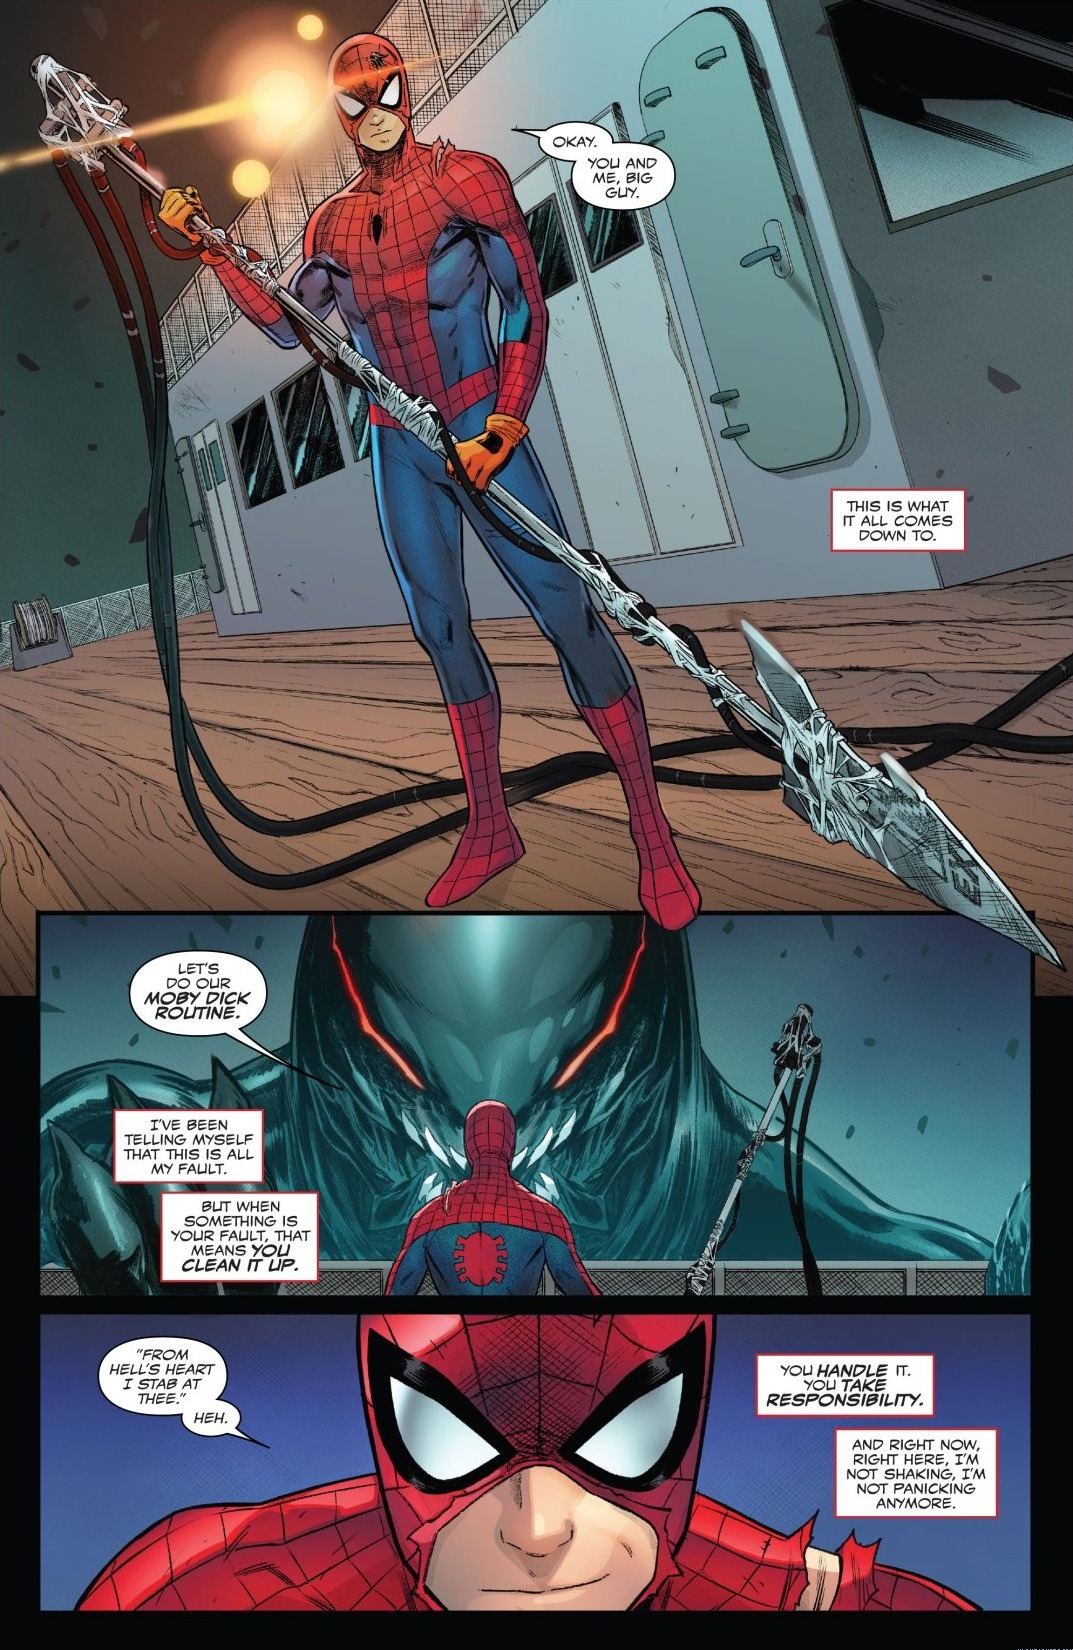 OKAY.
YOU AND
ME, BIG
GUY.
THIS IS WHAT
IT ALL COMES
DOWN TO.
LET'S
DO OUR
MOBY DICK
ROUTINE.
I'VE BEEN
TELLING MYSELF
THAT THIS IS ALL
MY FAULT.
BUT WHEN
SOMETHING IS
YOUR FAULT, THAT
MEANS YOU
CLEAN IT UP.
"FROM
HELL'S HEART
I STAB AT
THEE."
HEH.
YOU HANDLE IT.
YOU TAKE
RESPONSIBILITY.
AND RIGHT NOW,
RIGHT HERE, I'M
NOT SHAKING, I'M
NOT PANICKING
ANYMORE.